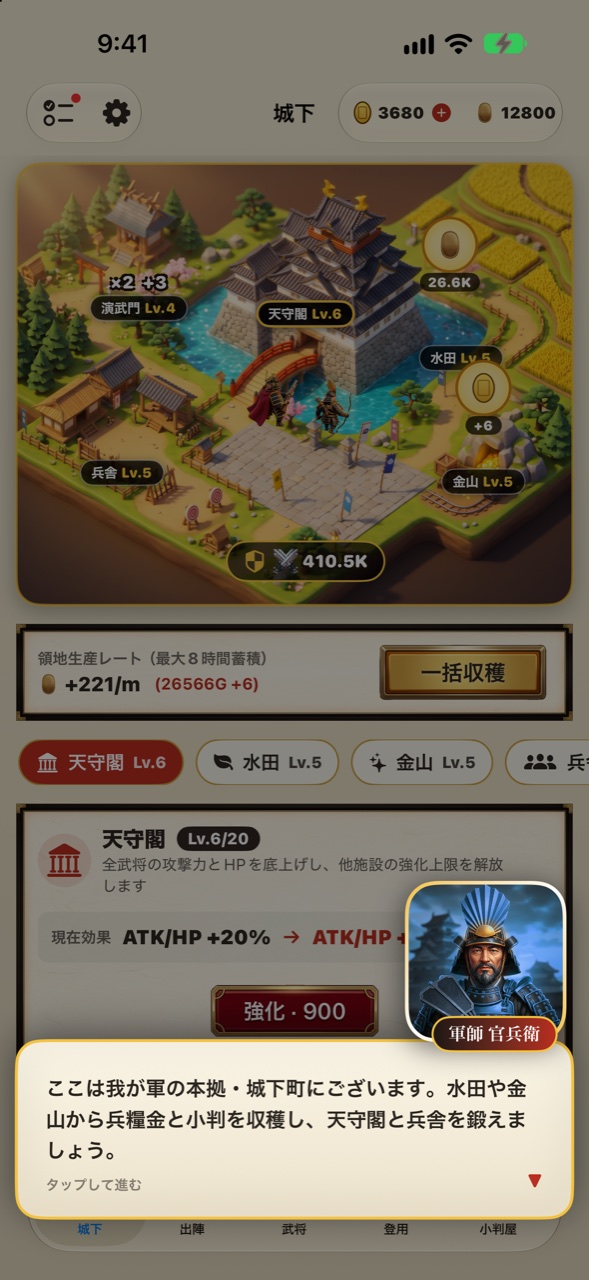 9:41
城下
3680
12800
×2 +3
演武門 Lv.4
天守閣 Lv.6
26.6K
水田 Lv.5
+6
兵舎 Lv.5
金山 Lv.5
410.5K
領地生産レート（最大8時間蓄積）
+221/m (26566G +6)
一括収穫
天守閣 Lv.6
水田 Lv.5
金山 Lv.5
兵
天守閣 Lv.6/20
全武将の攻撃力とHPを底上げし、他施設の強化上限を解放
します
現在効果 ATK/HP +20% → ATK/HP +
強化 · 900
軍師 官兵衛
ここは我が軍の本拠・城下町にございます。水田や金
山から兵糧金と小判を収穫し、天守閣と兵舎を鍛えま
しょう。
タップして進む
城下
出陣
武将
登用
小判屋